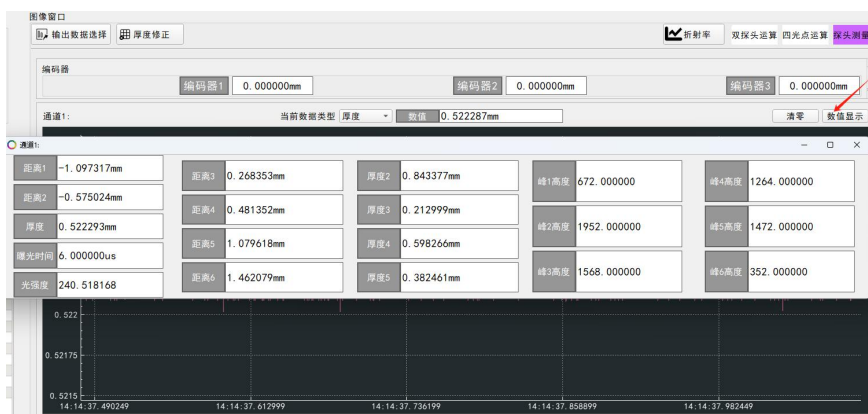 图像窗口
输出数据选择 厚度修正 折射率 双探头运算 四光点运算 探头测量
编码器
编码器1 0.000000mm 编码器2 0.000000mm 编码器3 0.000000mm
通道1: 当前数据类型 厚度 数值 0.522287mm 清零 数值显示
通道1:
距离1 -1.097317mm
距离2 -0.575024mm
厚度 0.522293mm
曝光时间 6.000000us
光强度 240.518168
距离3 0.268353mm
距离4 0.481352mm
距离5 1.079618mm
距离6 1.462079mm
厚度2 0.843377mm
厚度3 0.212999mm
厚度4 0.598266mm
厚度5 0.382461mm
峰1高度 672.000000
峰2高度 1952.000000
峰3高度 1568.000000
峰4高度 1264.000000
峰5高度 1472.000000
峰6高度 352.000000
0.522
0.52175
0.5215
14:14:37.490249 14:14:37.612999 14:14:37.736199 14:14:37.858899 14:14:37.982449